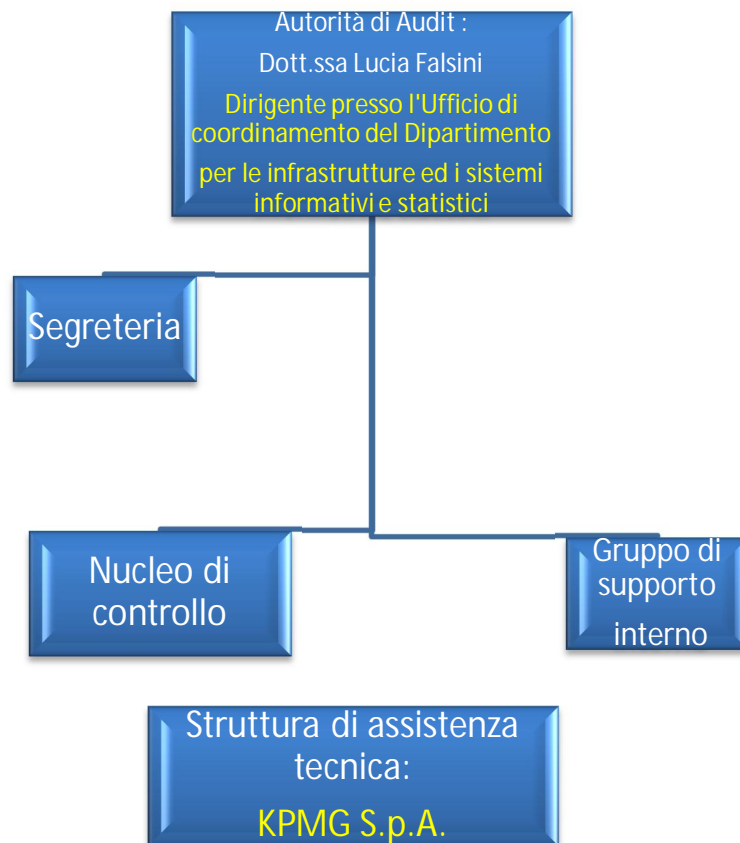 Autorità di Audit :
Dott.ssa Lucia Falsini
Dirigente presso l'Ufficio di
coordinamento del Dipartimento
per le infrastrutture ed i sistemi
informativi e statistici
Segreteria
Nucleo di
controllo
Gruppo di
supporto
interno
Struttura di assistenza
tecnica:
KPMG S.p.A.